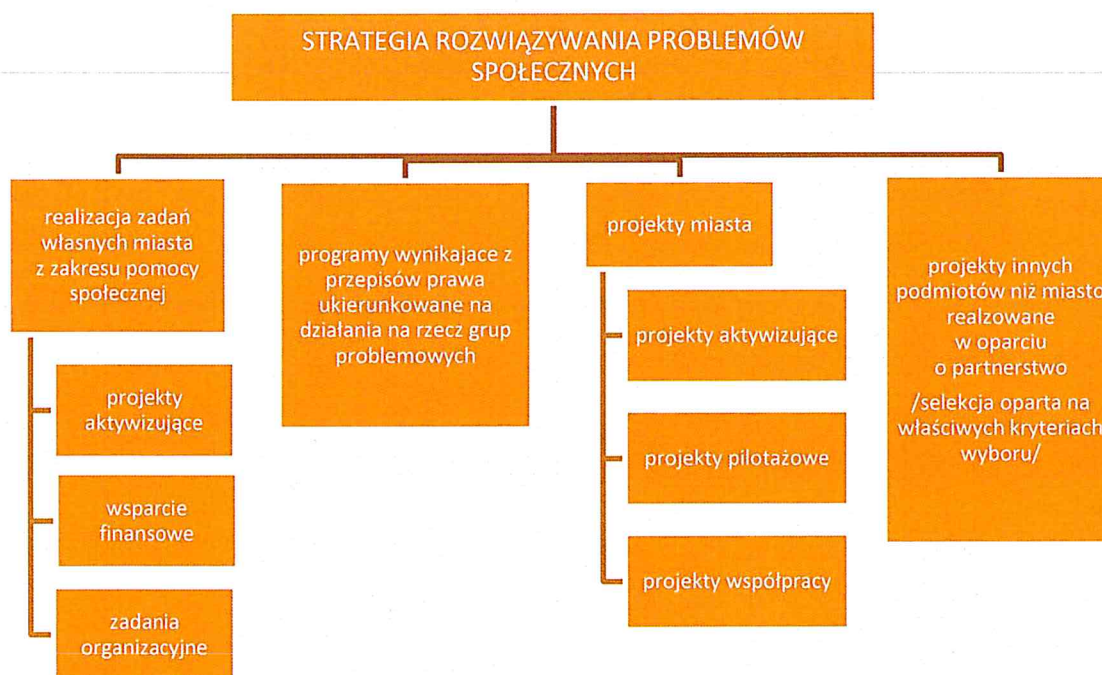 STRATEGIA ROZWIĄZYWANIA PROBLEMÓW
SPOŁECZNYCH
realizacja zadań
własnych miasta
z zakresu pomocy
społecznej
projekty
aktywizujące
wsparcie
finansowe
zadania
organizacyjne
programy wynikajace z
przepisów prawa
ukierunkowane na
działania na rzecz grup
problemowych
projekty miasta
projekty aktywizujące
projekty pilotażowe
projekty współpracy
projekty innych
podmiotów niż miasto
realzowane
w oparciu
o partnerstwo
/selekcja oparta na
właściwych kryteriach
wyboru/